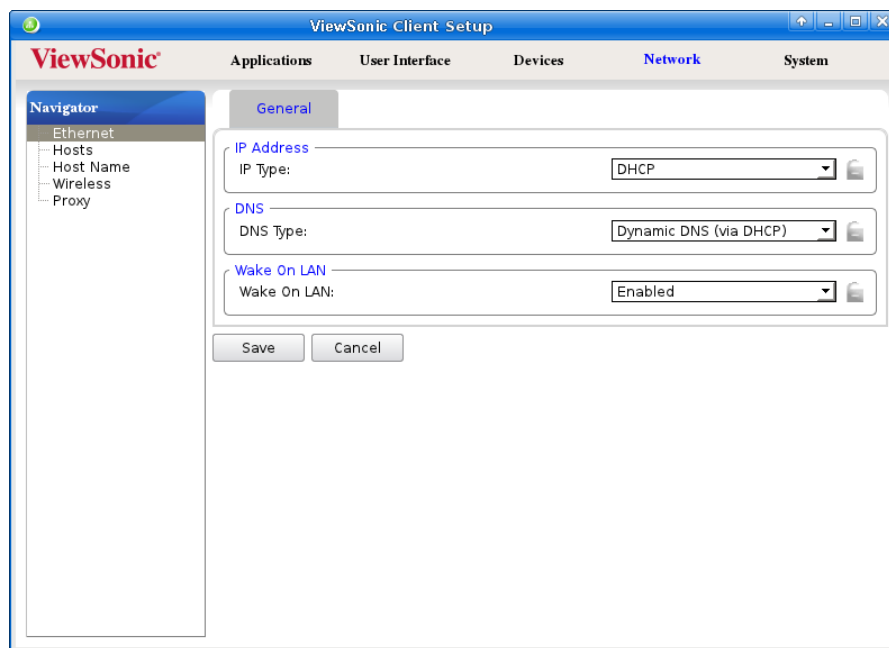 ViewSonic Client Setup
ViewSonic®
Applications User Interface Devices Network System
Navigator
Ethernet
Hosts
Host Name
Wireless
Proxy
General
IP Address
IP Type: DHCP
DNS
DNS Type: Dynamic DNS (via DHCP)
Wake On LAN
Wake On LAN: Enabled
Save Cancel